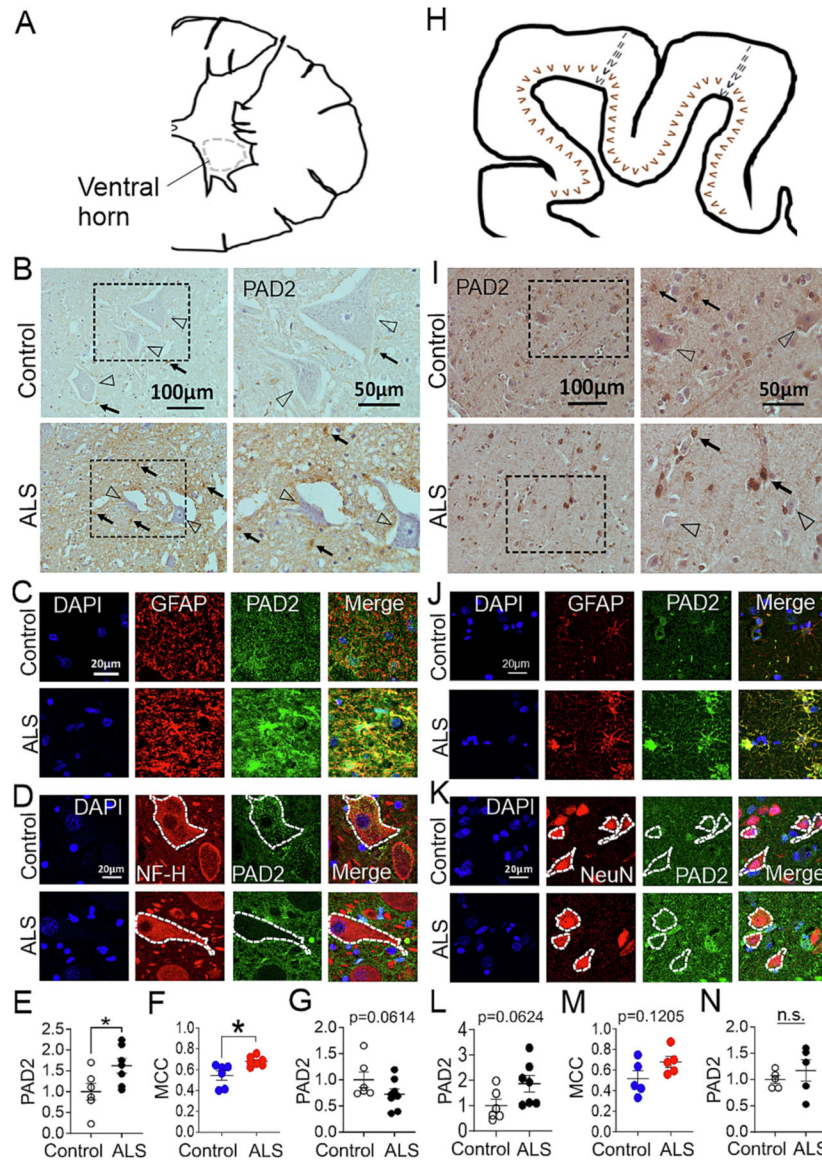 A
Ventral
horn
H
B
Control
PAD2
100µm
50µm
ALS
I
Control
PAD2
100µm
50µm
ALS
C
Control
DAPI
GFAP
PAD2
Merge
20µm
ALS
J
Control
DAPI
GFAP
PAD2
Merge
20µm
ALS
D
Control
DAPI
20µm
NF-H
PAD2
Merge
ALS
K
Control
DAPI
20µm
NeuN
PAD2
Merge
ALS
E
*
PAD2
2.5
2.0
1.5
1.0
0.5
0.0
Control ALS
F
*
MCC
1.0
0.8
0.6
0.4
0.2
0.0
Control ALS
G
p=0.0614
PAD2
2.0
1.5
1.0
0.5
0.0
Control ALS
L
p=0.0624
PAD2
4
3
2
1
0
Control ALS
M
p=0.1205
MCC
1.0
0.8
0.6
0.4
0.2
0.0
Control ALS
N
n.s.
PAD2
2.0
1.5
1.0
0.5
0.0
Control ALS